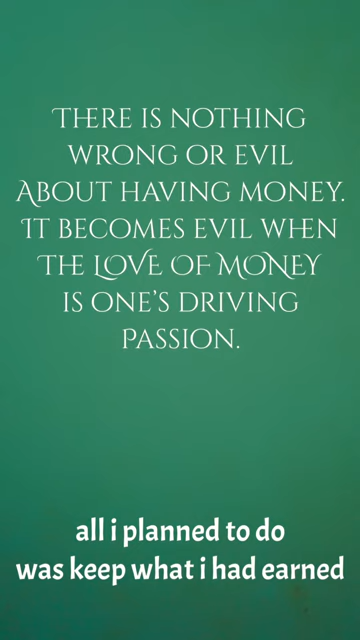 There is nothing
wrong or evil
About having money.
It becomes evil when
the LOVE OF MONEY
is one's driving
passion.
all i planned to do
was keep what i had earned